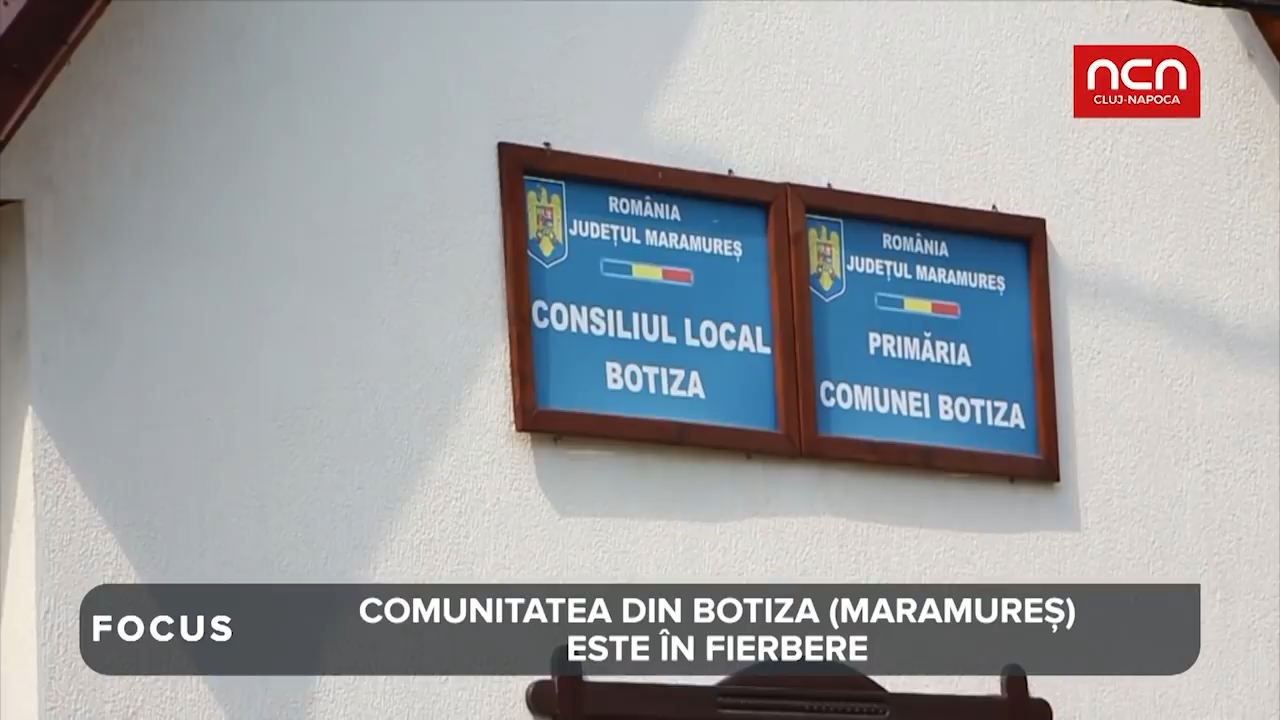 ncn
CLUJ-NAPOCA
ROMÂNIA
JUDEȚUL MARAMUREȘ
CONSILIUL LOCAL
BOTIZA
ROMÂNIA
JUDEȚUL MARAMUREȘ
PRIMĂRIA
COMUNEI BOTIZA
FOCUS
COMUNITATEA DIN BOTIZA (MARAMUREȘ)
ESTE ÎN FIERBERE